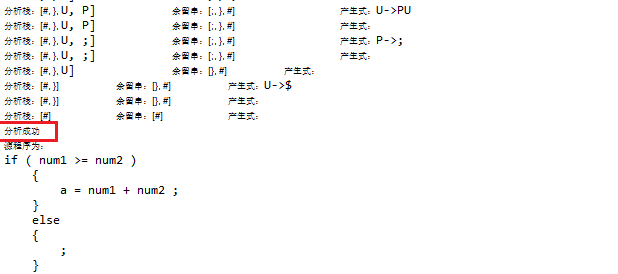 分析栈: [#, }, U, P] 余留串: [;, }, #] 产生式: U->PU
分析栈: [#, }, U, P] 余留串: [;, }, #] 产生式:
分析栈: [#, }, U, ;] 余留串: [;, }, #] 产生式: P->;
分析栈: [#, }, U, ;] 余留串: [;, }, #] 产生式:
分析栈: [#, }, U] 余留串: [}, #] 产生式:
分析栈: [#, }] 余留串: [}, #] 产生式: U->$
分析栈: [#, }] 余留串: [}, #] 产生式:
分析栈: [#] 余留串: [#] 产生式:
分析成功
源程序为:
if ( num1 >= num2 )
{
a = num1 + num2 ;
}
else
{
;
}